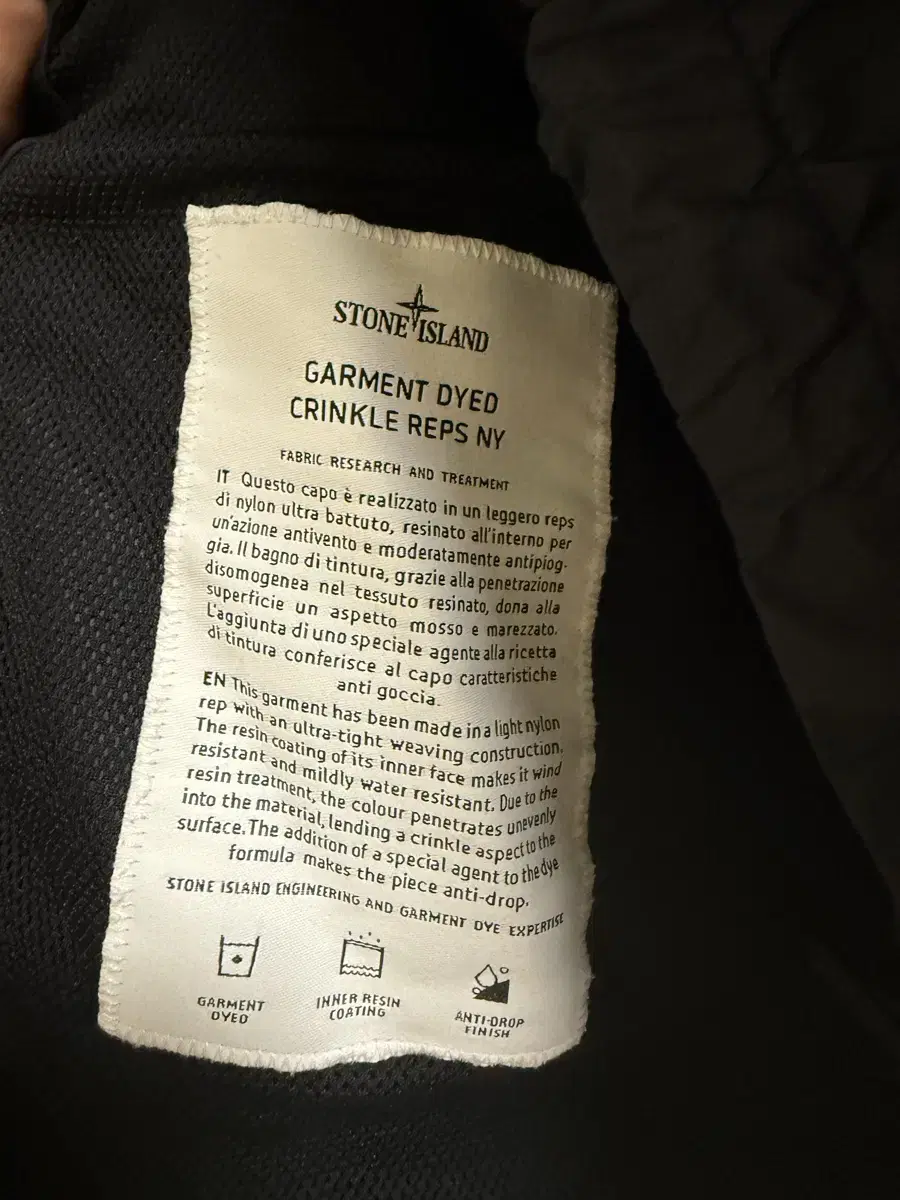 STONE ISLAND
GARMENT DYED
CRINKLE REPS NY
FABRIC RESEARCH AND TREATMENT
IT Questo capo è realizzato in un leggero reps
di nylon ultra battuto, resinato all'interno per
un'azione antivento e moderatamente antipiog-
gia. Il bagno di tintura, grazie alla penetrazione
disomogenea nel tessuto resinato, dona alla
superficie un aspetto mosso e marezzato.
L'aggiunta di uno speciale agente alla ricetta
di tintura conferisce al capo caratteristiche
anti goccia.
EN This garment has been made in a light nylon
rep with an ultra-tight weaving construction.
The resin coating of its inner face makes it wind
resistant and mildly water resistant. Due to the
resin treatment, the colour penetrates unevenly
into the material, lending a crinkle aspect to the
surface. The addition of a special agent to the dye
formula makes the piece anti-drop.
STONE ISLAND ENGINEERING AND GARMENT DYE EXPERTISE
GARMENT
DYED
INNER RESIN
COATING
ANTI-DROP
FINISH